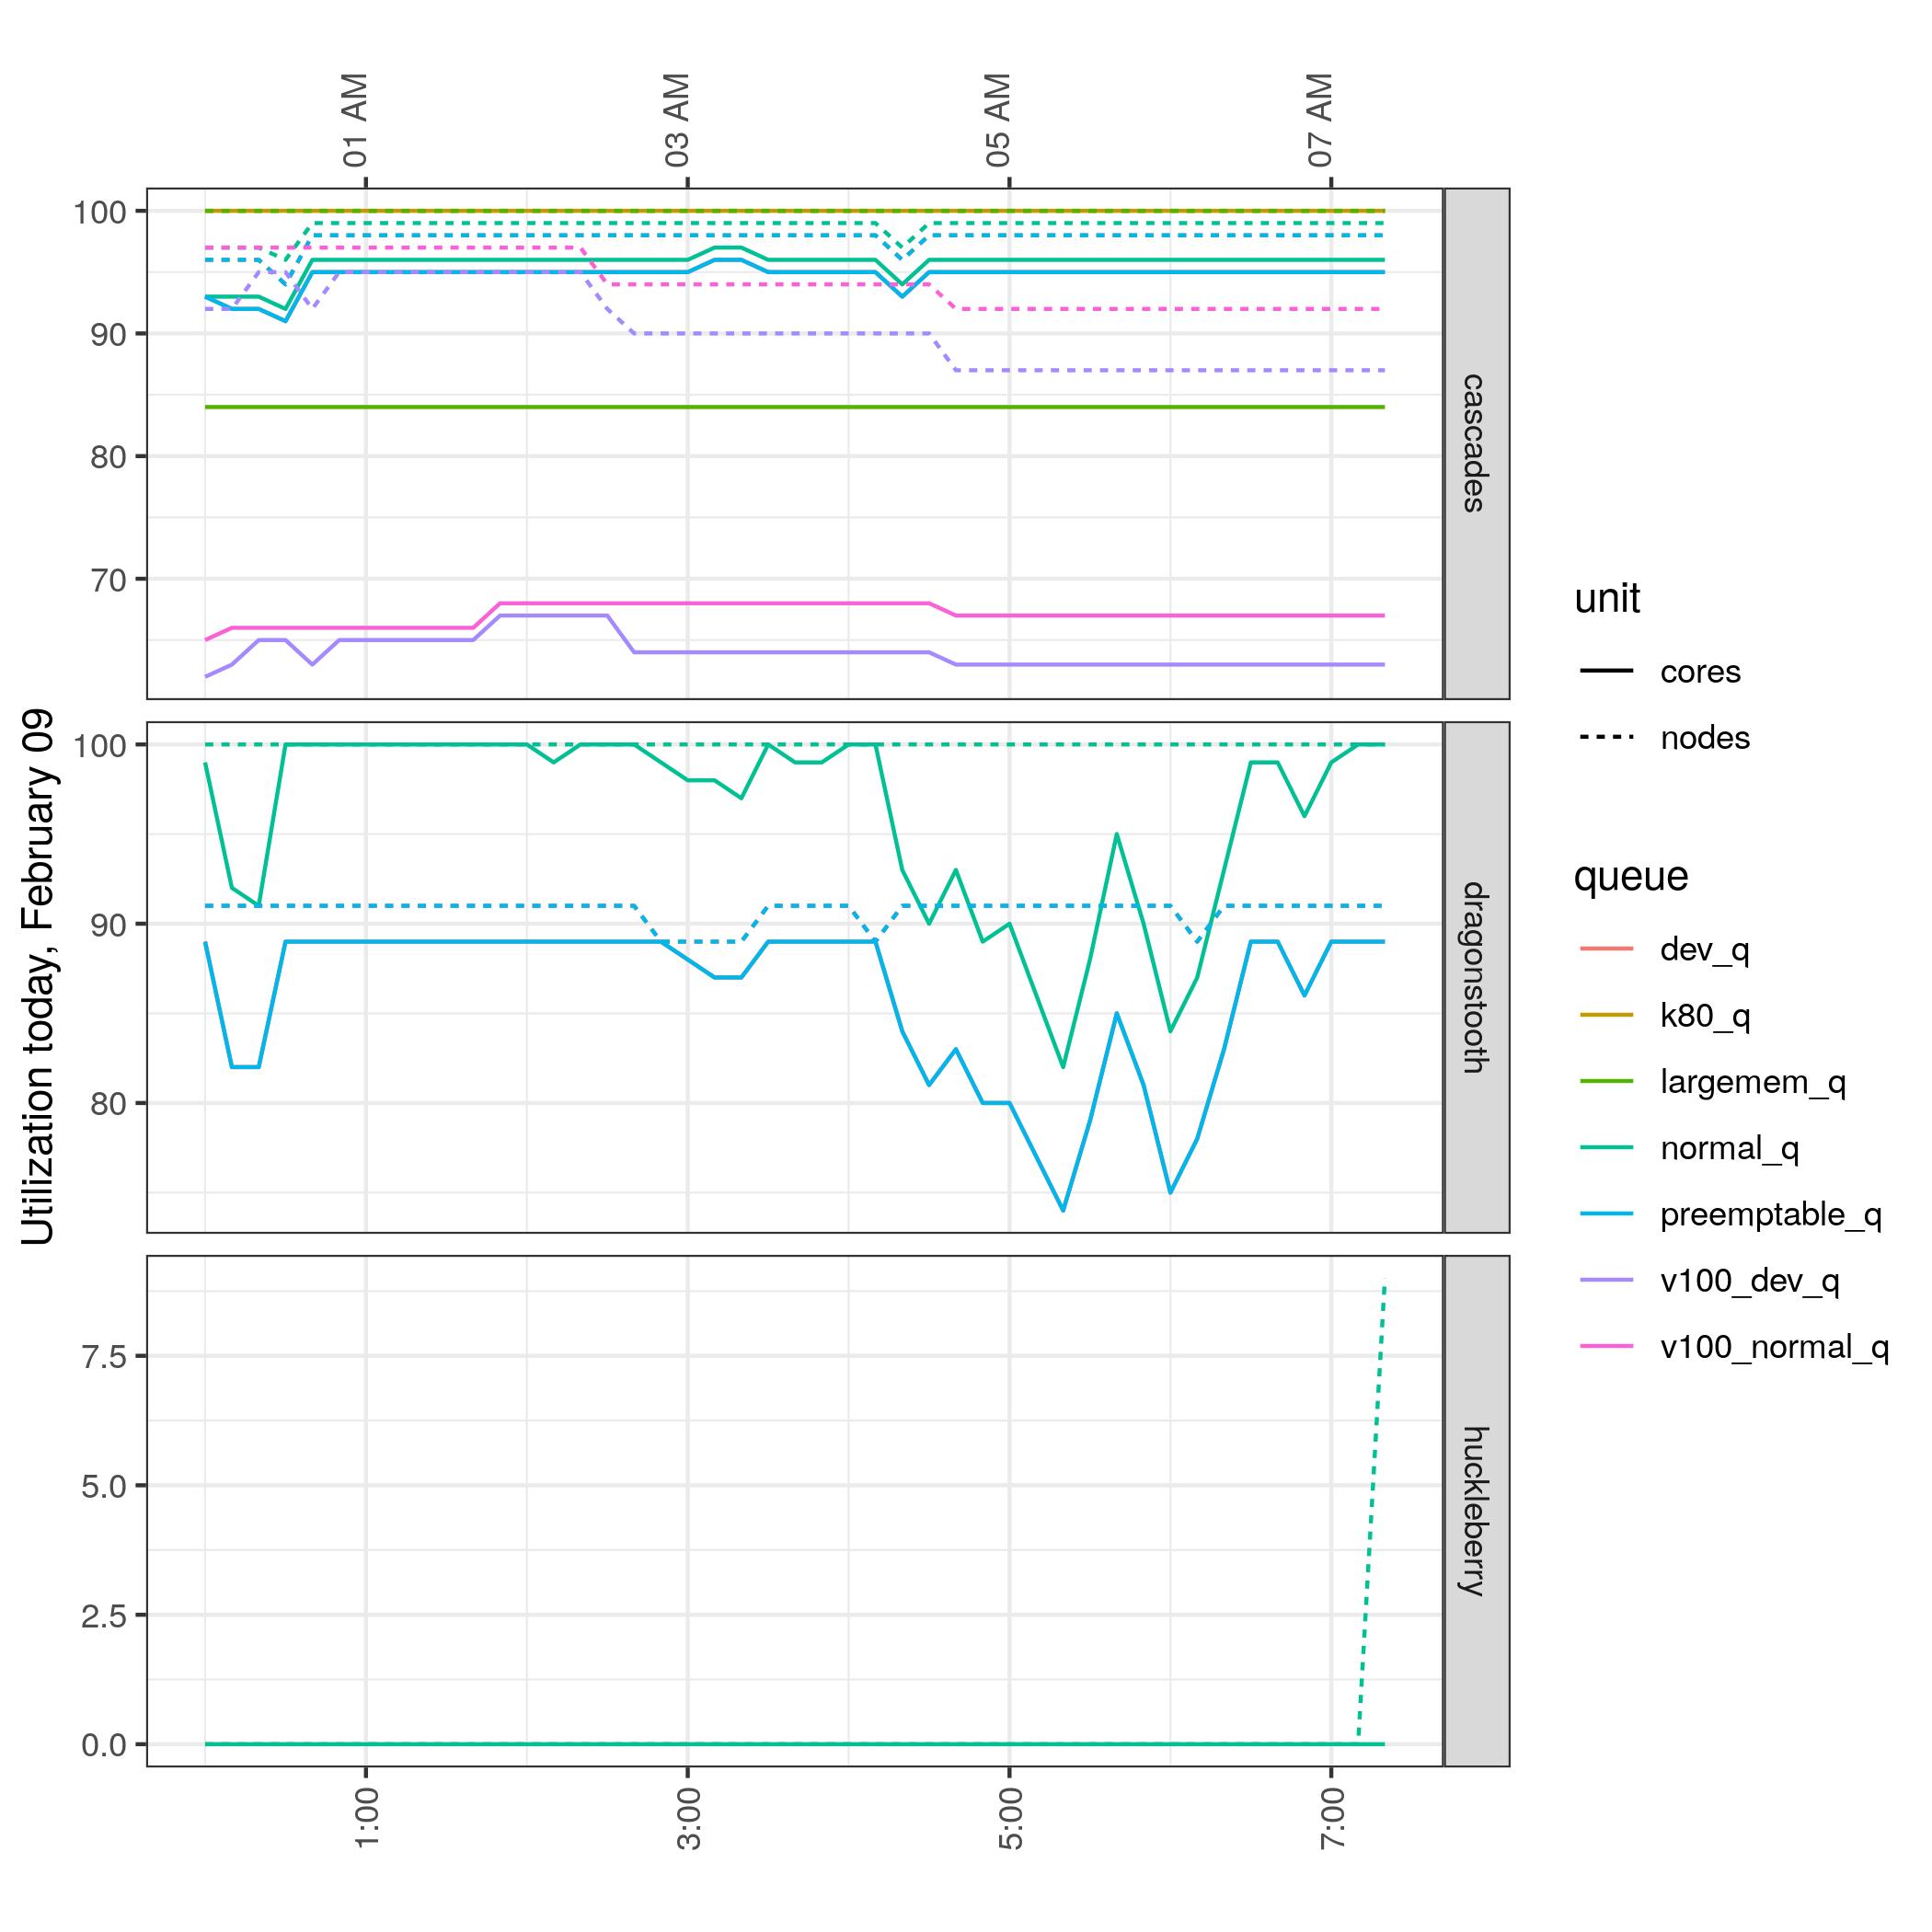 01 AM
03 AM
05 AM
07 AM
Utilization today, February 09
100
90
80
70
cascades
100
90
80
dragonstooth
7.5
5.0
2.5
0.0
huckleberry
1:00
3:00
5:00
7:00
unit
cores
nodes
queue
dev_q
k80_q
largemem_q
normal_q
preemptable_q
v100_dev_q
v100_normal_q